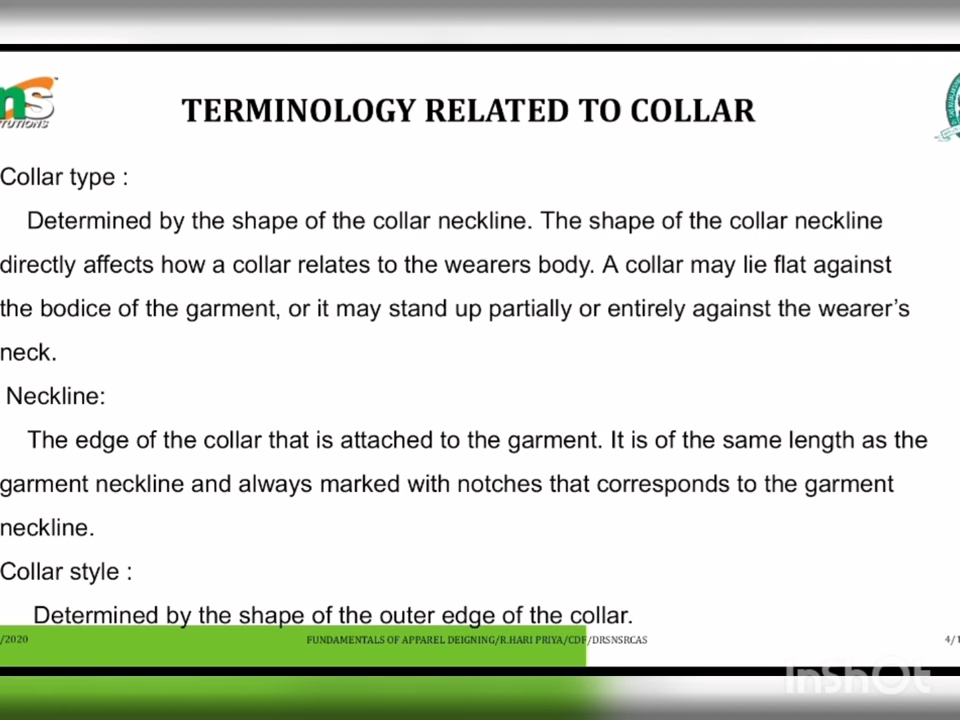 TERMINOLOGY RELATED TO COLLAR
Collar type :
Determined by the shape of the collar neckline. The shape of the collar neckline
directly affects how a collar relates to the wearers body. A collar may lie flat against
the bodice of the garment, or it may stand up partially or entirely against the wearer’s
neck.
Neckline:
The edge of the collar that is attached to the garment. It is of the same length as the
garment neckline and always marked with notches that corresponds to the garment
neckline.
Collar style :
Determined by the shape of the outer edge of the collar.
/2020
FUNDAMENTALS OF APPAREL DEIGNING/R.HARI PRIYA/CDF/DRSNSRCAS
4/1
InShOt